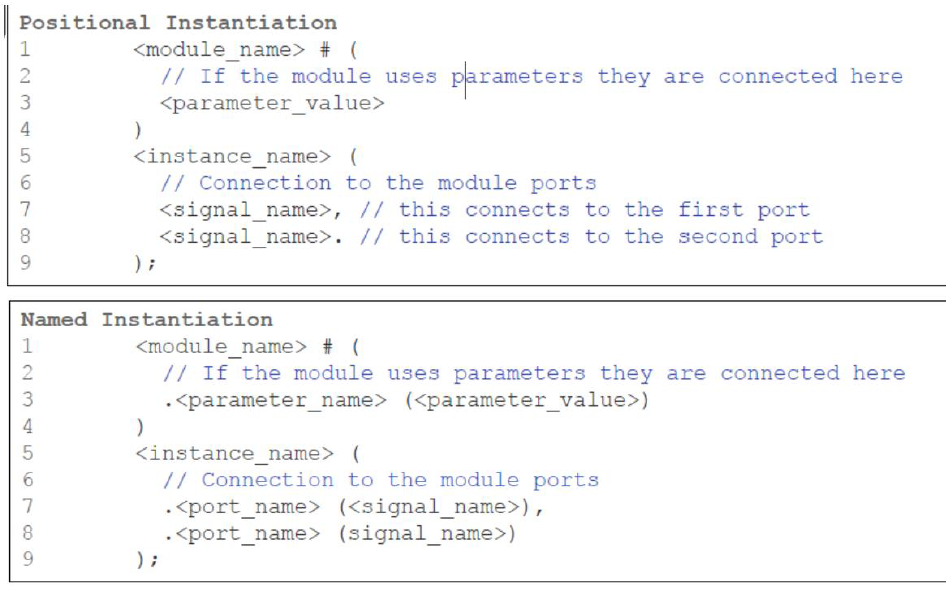 Positional Instantiation
1 <module_name> # (
2 // If the module uses parameters they are connected here
3 <parameter_value>
4 )
5 <instance_name> (
6 // Connection to the module ports
7 <signal_name>, // this connects to the first port
8 <signal_name>. // this connects to the second port
9 );
Named Instantiation
1 <module_name> # (
2 // If the module uses parameters they are connected here
3 .<parameter_name> (<parameter_value>)
4 )
5 <instance_name> (
6 // Connection to the module ports
7 .<port_name> (<signal_name>),
8 .<port_name> (signal_name>)
9 );